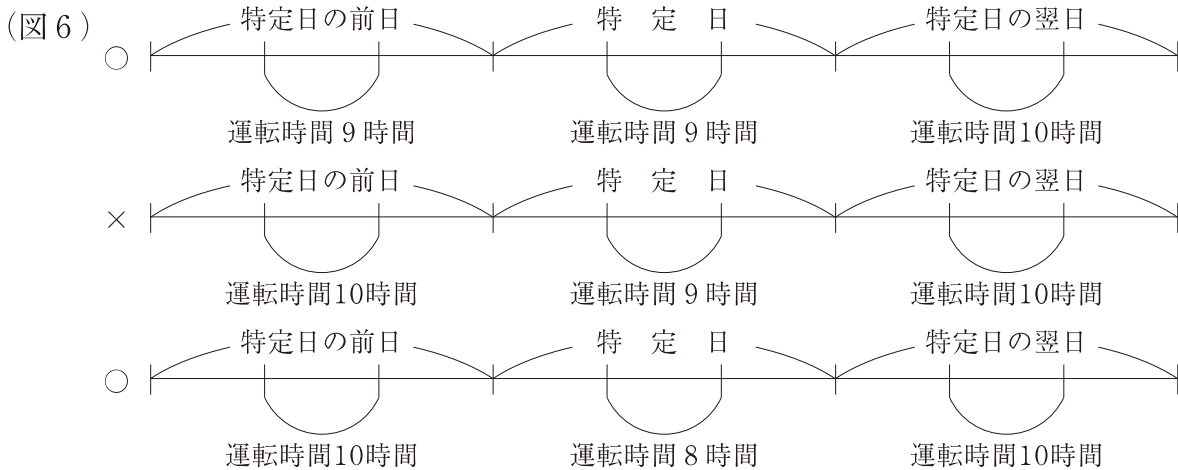 (図6)
特定日の前日 特 定 日 特定日の翌日
○
運転時間9時間 運転時間9時間 運転時間10時間
特定日の前日 特 定 日 特定日の翌日
×
運転時間10時間 運転時間9時間 運転時間10時間
特定日の前日 特 定 日 特定日の翌日
○
運転時間10時間 運転時間8時間 運転時間10時間